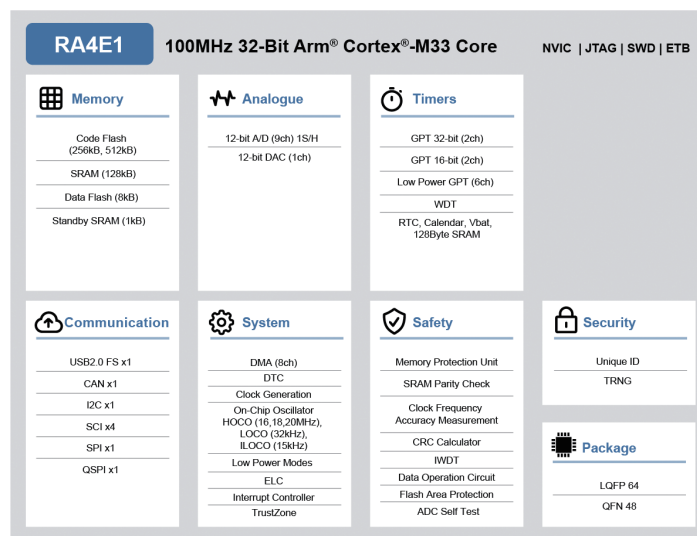 RA4E1
100MHz 32-Bit Arm® Cortex®-M33 Core
NVIC | JTAG | SWD | ETB
Memory
Code Flash
(256kB, 512kB)
SRAM (128kB)
Data Flash (8kB)
Standby SRAM (1kB)
Analogue
12-bit A/D (9ch) 1S/H
12-bit DAC (1ch)
Timers
GPT 32-bit (2ch)
GPT 16-bit (2ch)
Low Power GPT (6ch)
WDT
RTC, Calendar, Vbat,
128Byte SRAM
Communication
USB2.0 FS x1
CAN x1
I2C x1
SCI x4
SPI x1
QSPI x1
System
DMA (8ch)
DTC
Clock Generation
On-Chip Oscillator
HOCO (16,18,20MHz),
LOCO (32kHz),
ILOCO (15kHz)
Low Power Modes
ELC
Interrupt Controller
TrustZone
Safety
Memory Protection Unit
SRAM Parity Check
Clock Frequency
Accuracy Measurement
CRC Calculator
IWDT
Data Operation Circuit
Flash Area Protection
ADC Self Test
Security
Unique ID
TRNG
Package
LQFP 64
QFN 48